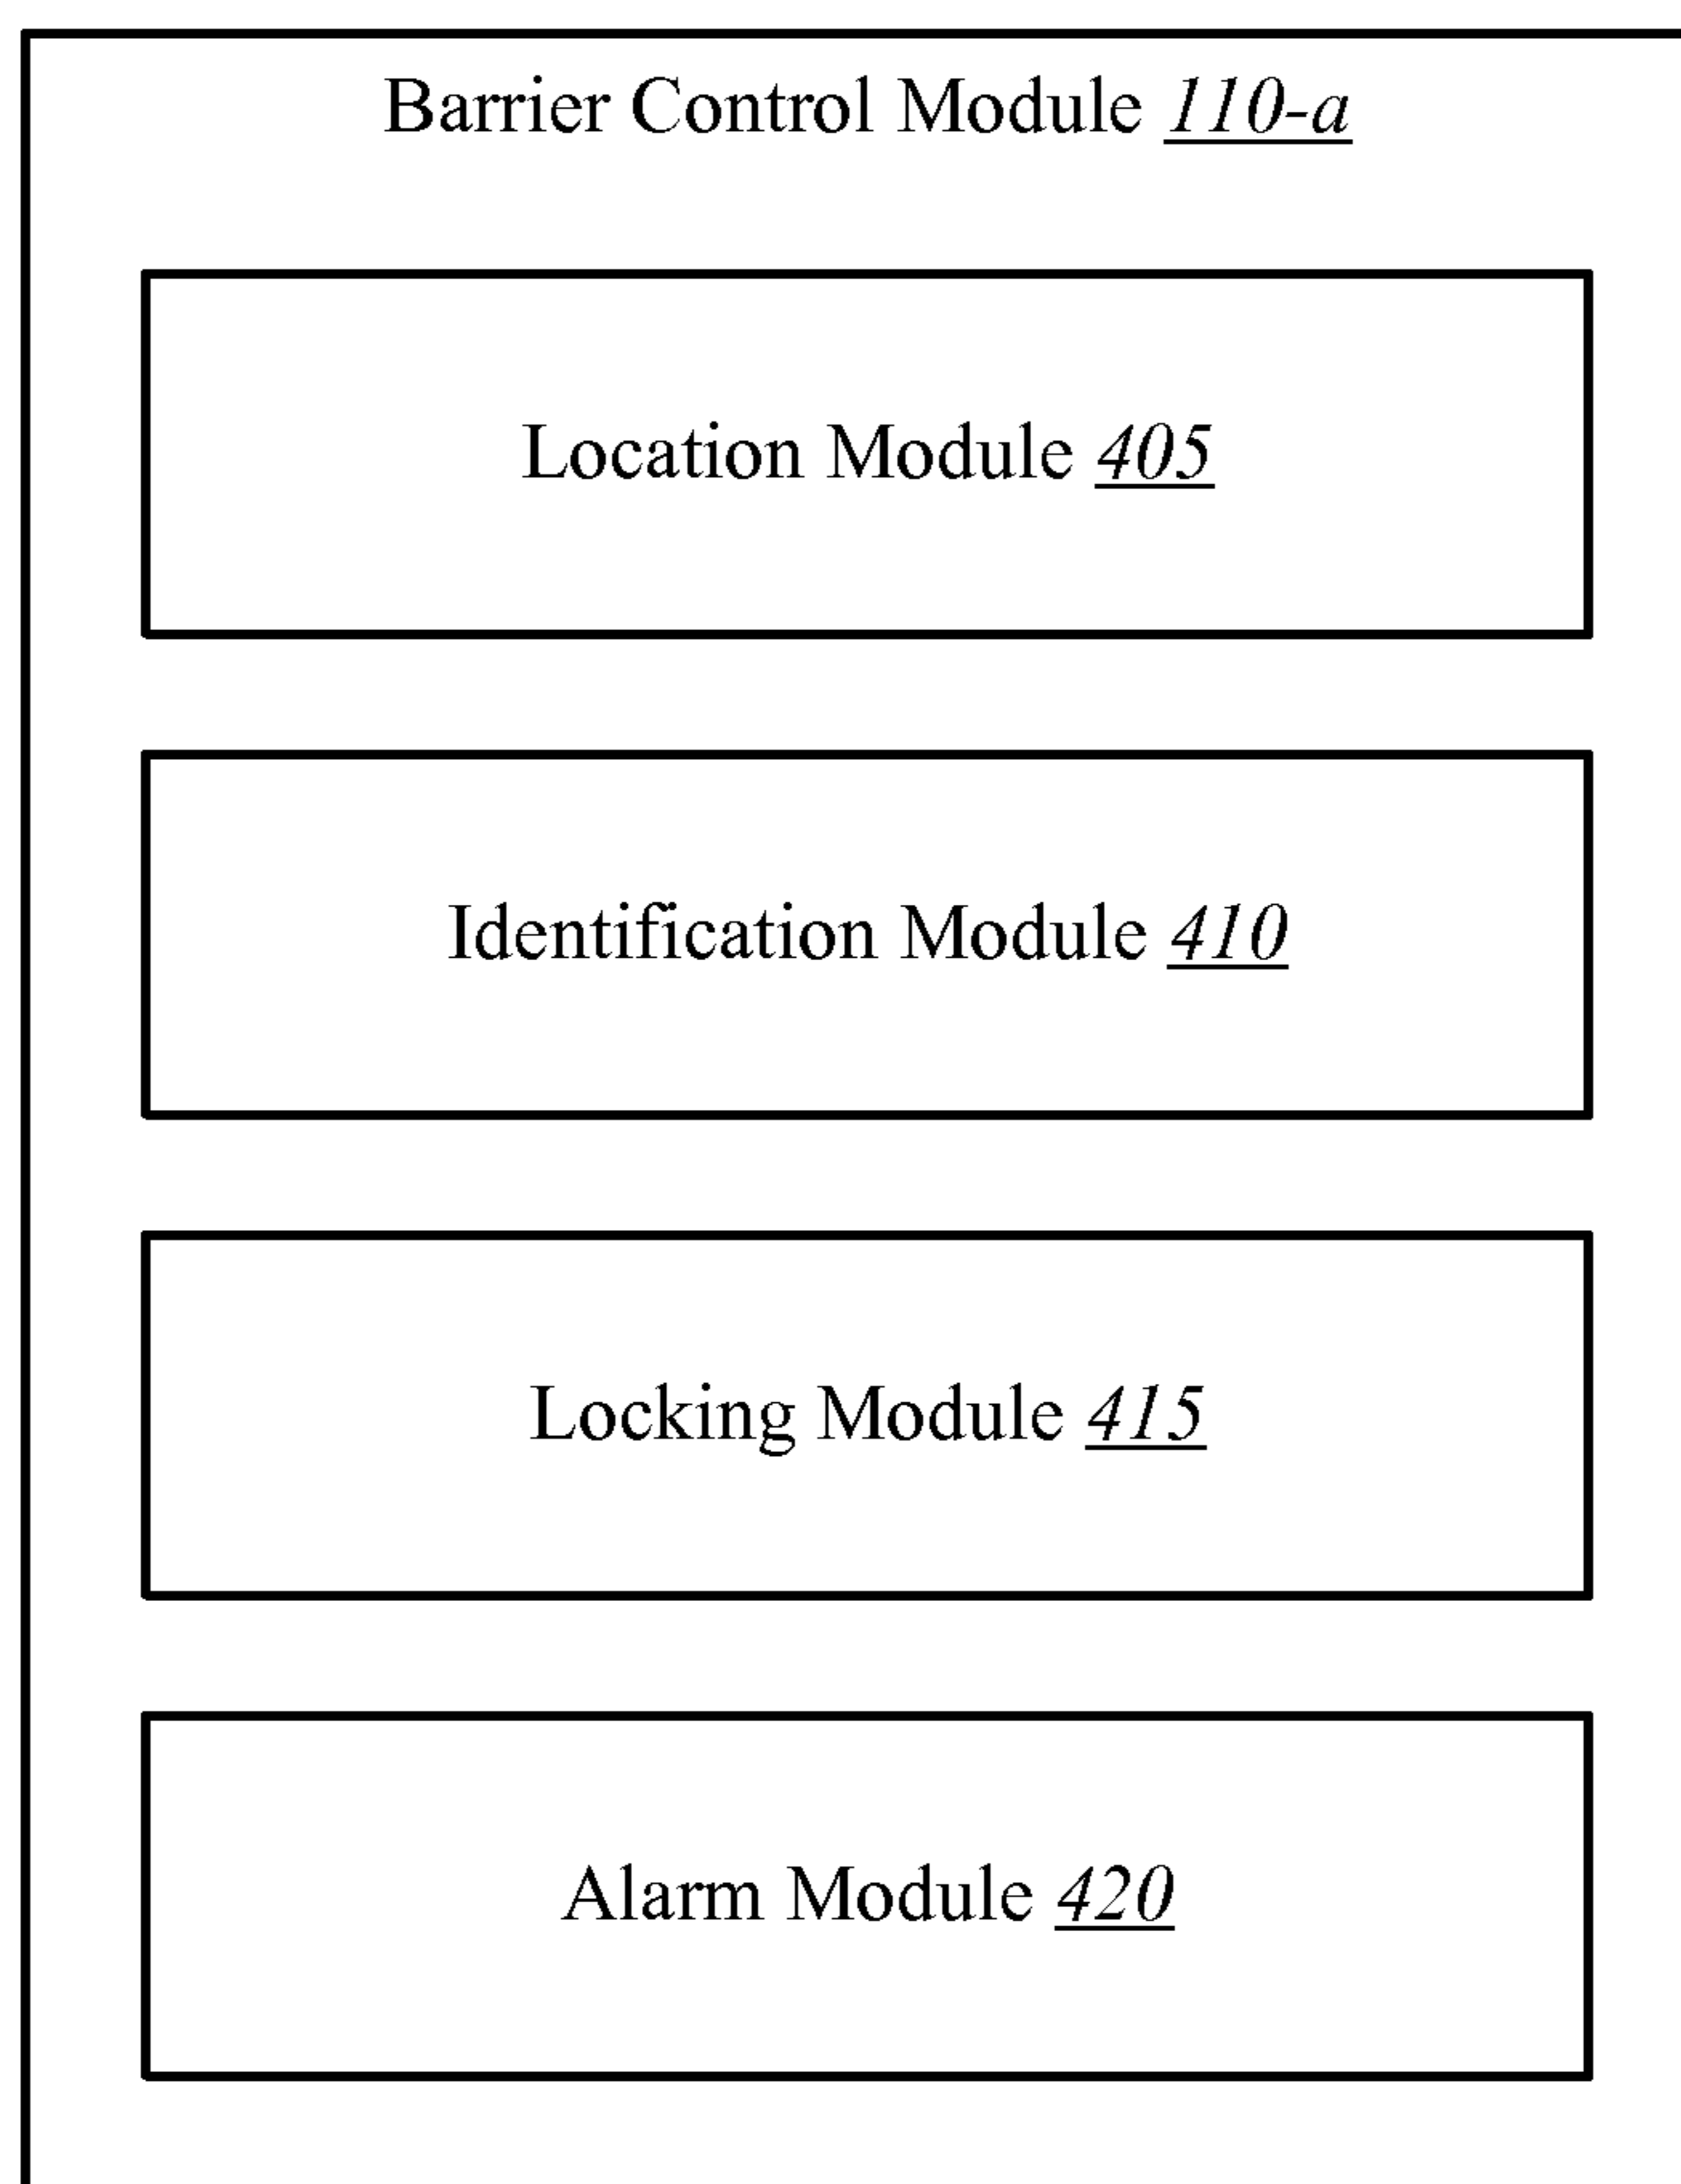 Barrier Control Module 110-a
Location Module 405
Identification Module 410
Locking Module 415
Alarm Module 420